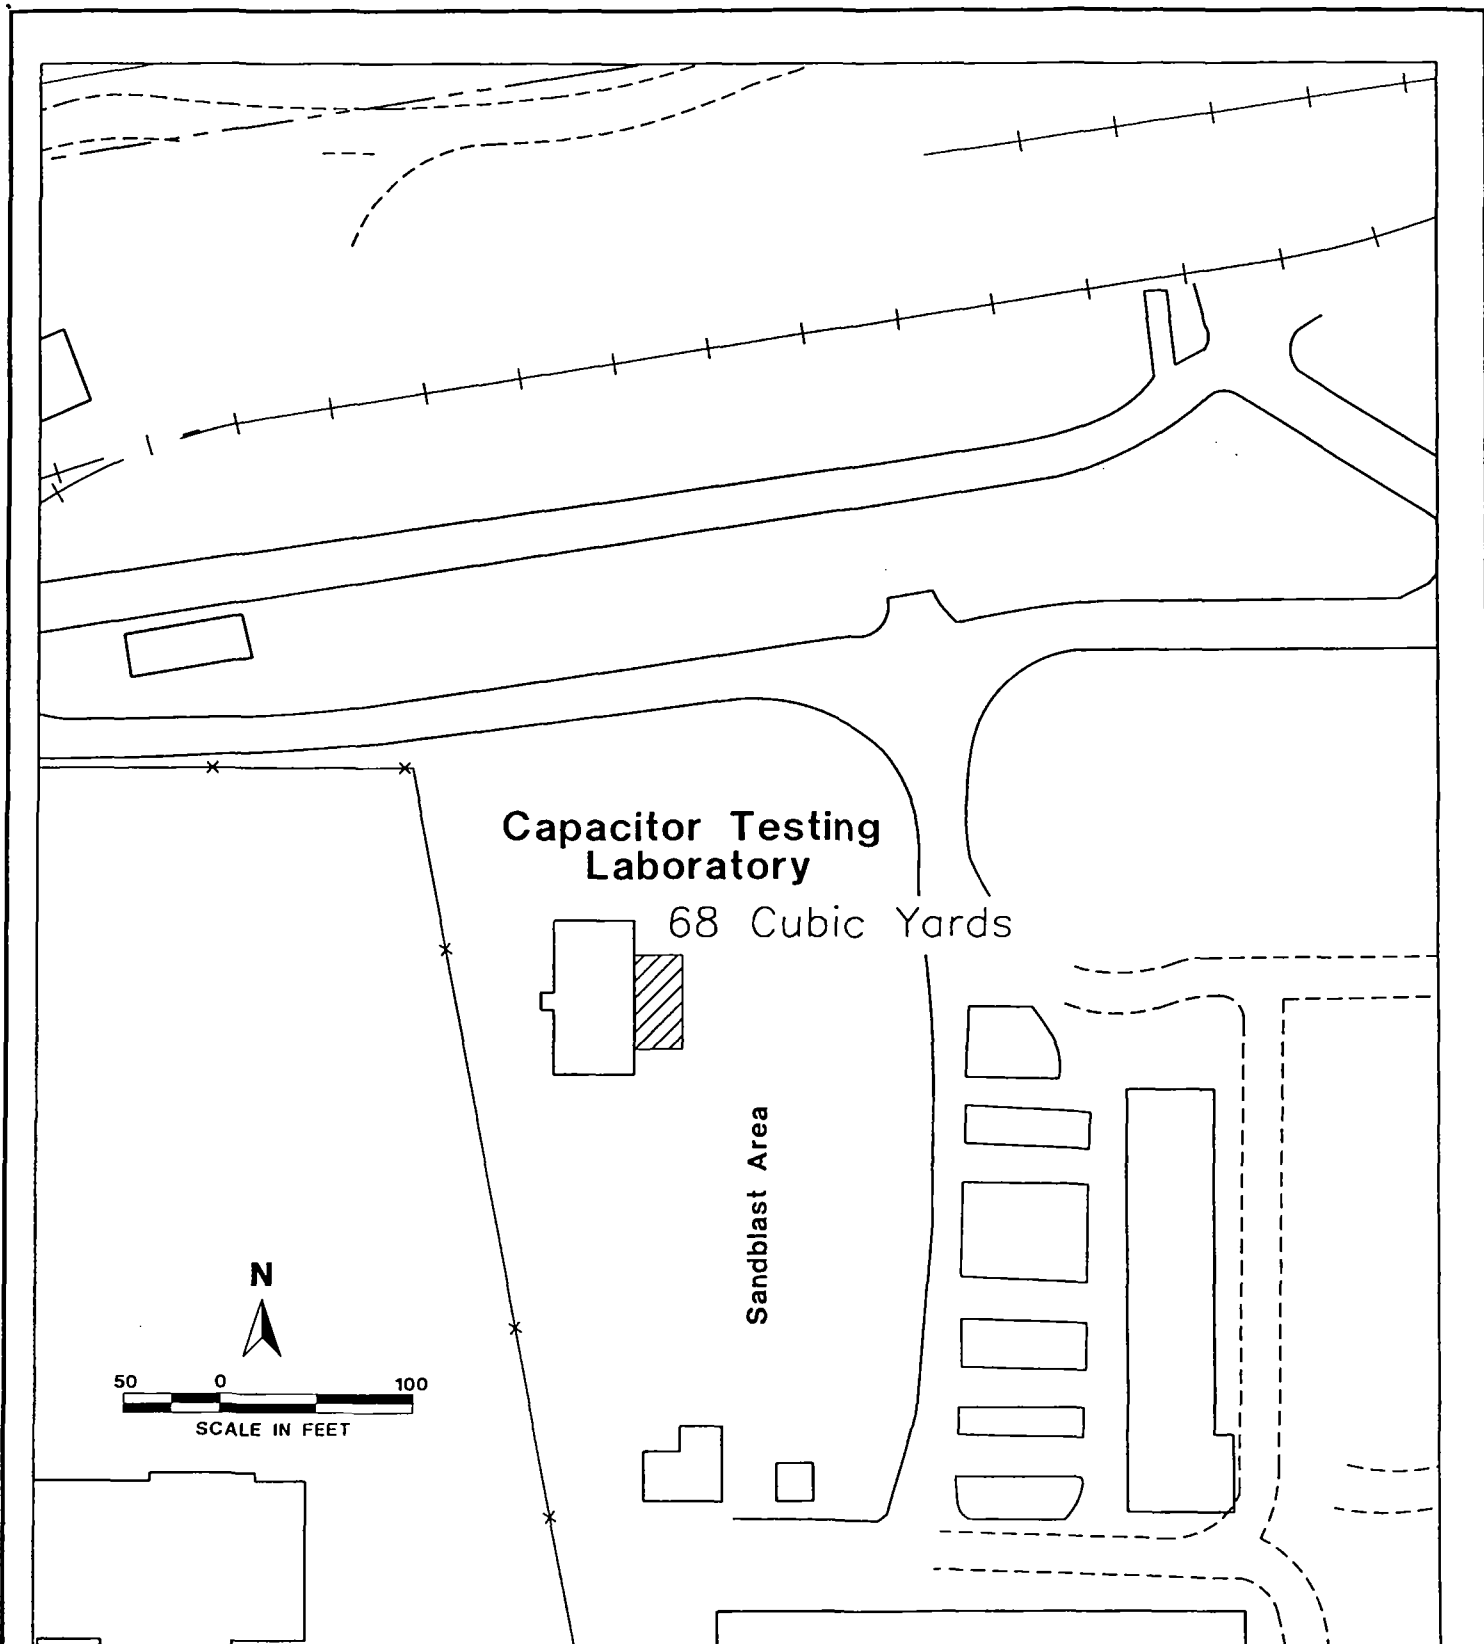 Capacitor Testing
Laboratory
68 Cubic Yards
Sandblast Area
N
50 0 100
SCALE IN FEET